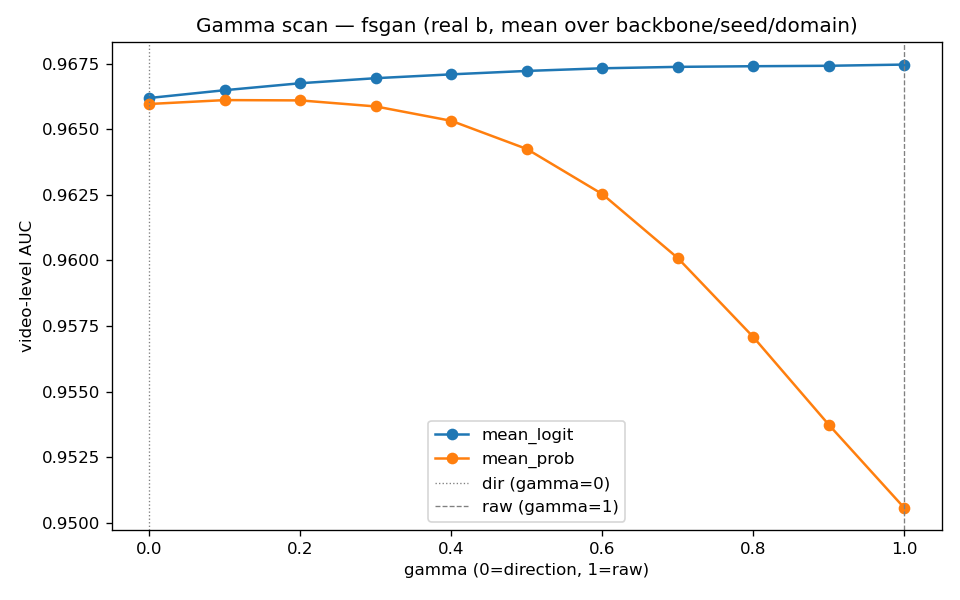 Gamma scan — fsgan (real b, mean over backbone/seed/domain)
0.9675
0.9650
0.9625
0.9600
0.9575
0.9550
0.9525
0.9500
video-level AUC
mean_logit
mean_prob
dir (gamma=0)
raw (gamma=1)
0.0 0.2 0.4 0.6 0.8 1.0
gamma (0=direction, 1=raw)